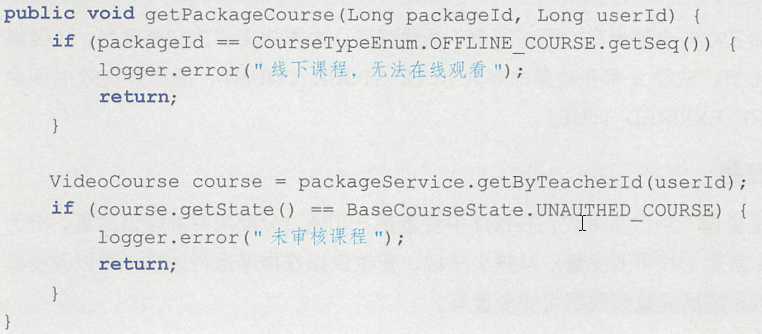 public void getPackageCourse(Long packageId, Long userId) {
    if (packageId == CourseTypeEnum.OFFLINE_COURSE.getSeq()) {
        logger.error("线下课程，无法在线观看");
        return;
    }

    VideoCourse course = packageService.getByTeacherId(userId);
    if (course.getState() == BaseCourseState.UNAUTHED_COURSE) {
        logger.error("未审核课程");
        return;
    }
}